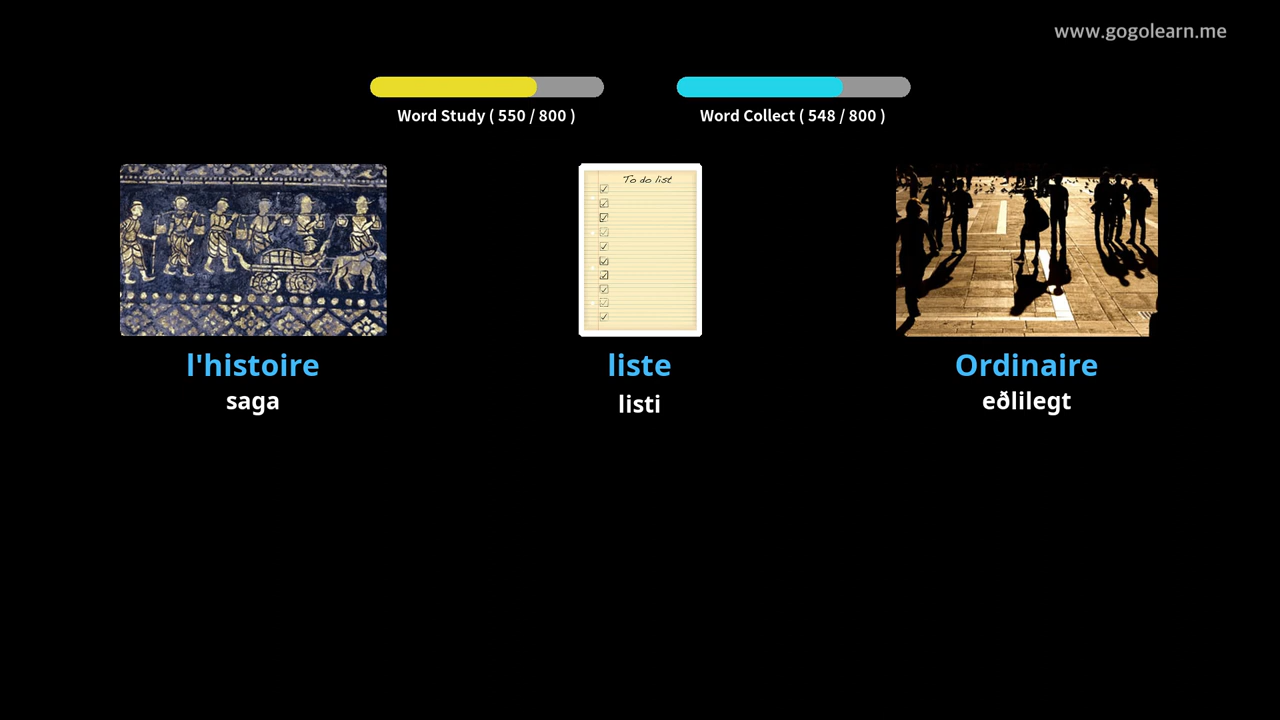 www.gogolearn.me
Word Study ( 550 / 800 )
Word Collect ( 548 / 800 )
To do list
l'histoire
liste
Ordinaire
saga
listi
eðlilegt